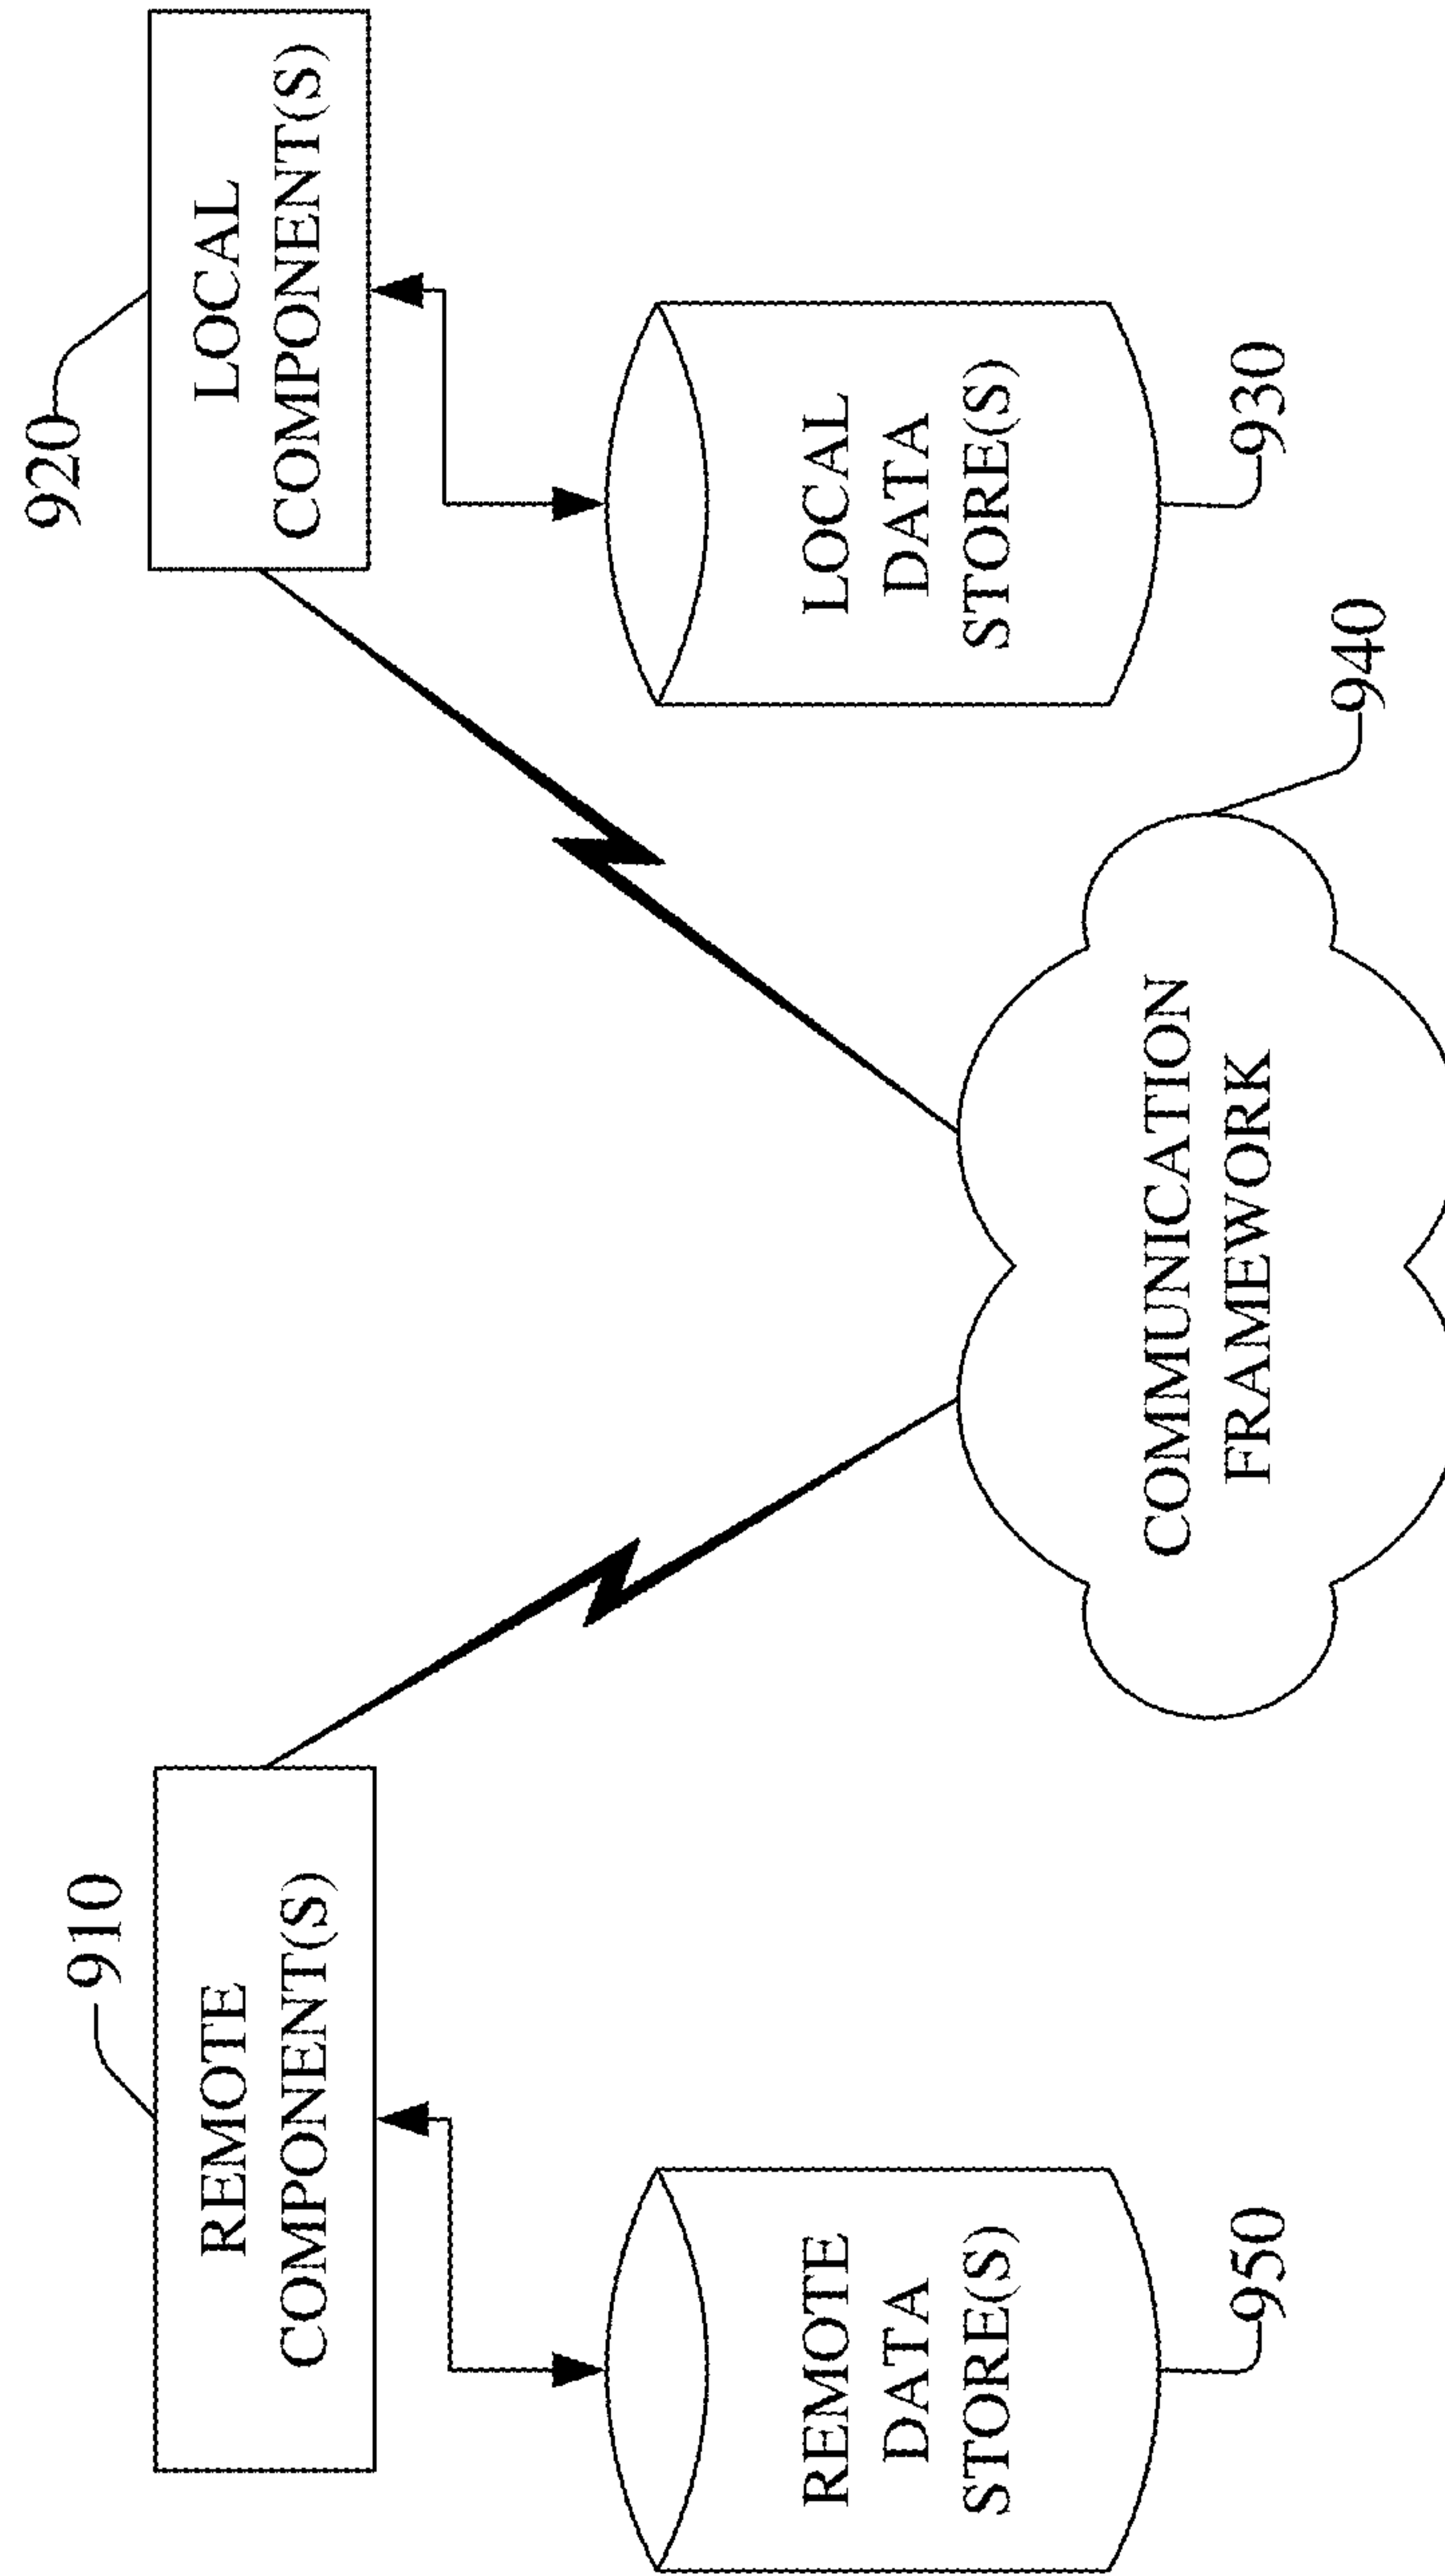 910
920
REMOTE
COMPONENT(S)
LOCAL
COMPONENT(S)
REMOTE
DATA
STORE(S)
LOCAL
DATA
STORE(S)
950
930
940
COMMUNICATION
FRAMEWORK